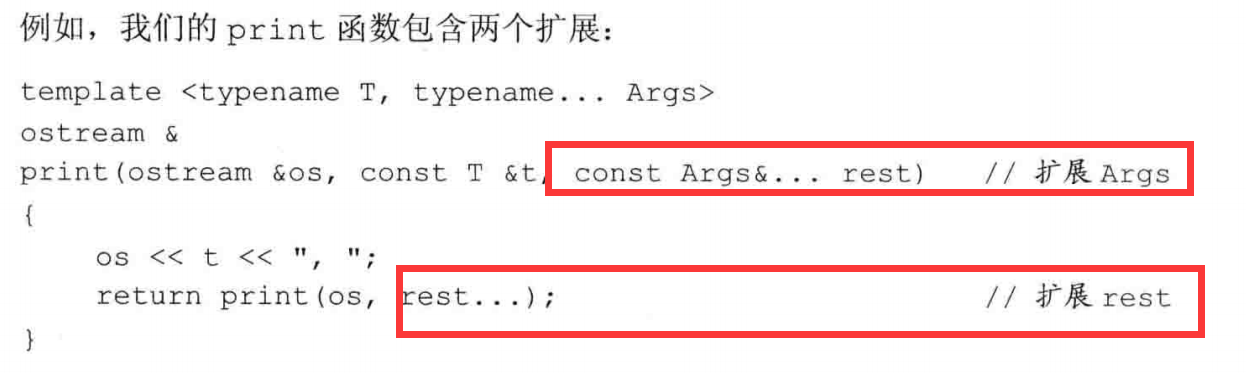 例如，我们的 print 函数包含两个扩展：
template <typename T, typename... Args>
ostream &
print(ostream &os, const T &t, const Args&... rest)   // 扩展 Args
{
    os << t << ", ";
    return print(os, rest...);                        // 扩展 rest
}